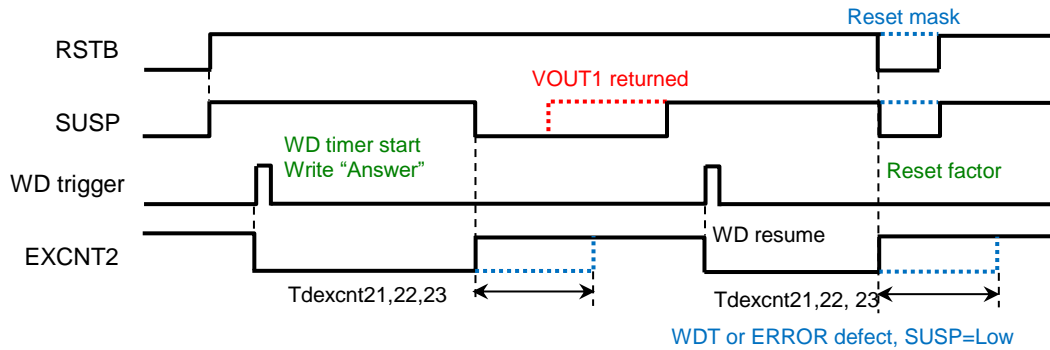 Reset mask
RSTB
VOUT1 returned
SUSP
WD timer start
Write “Answer”
WD trigger
Reset factor
WD resume
EXCNT2
Tdexcnt21,22,23
Tdexcnt21,22, 23
WDT or ERROR defect, SUSP=Low